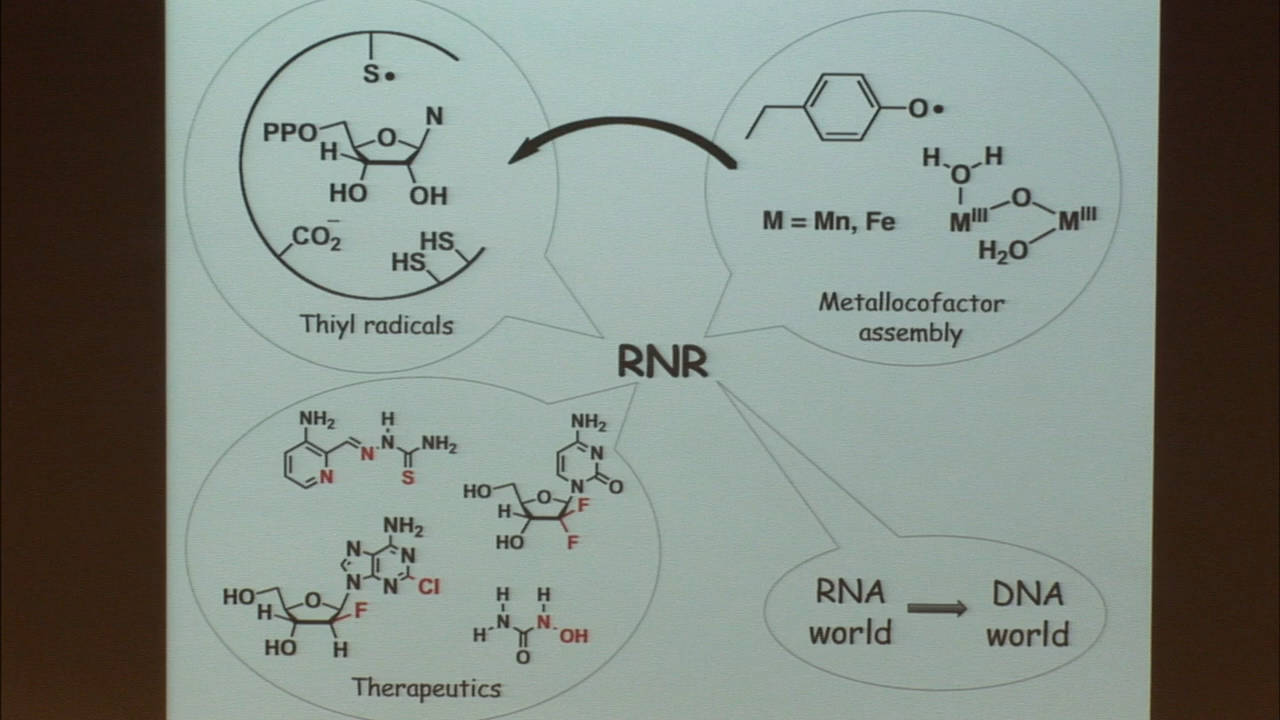 S•
PPO
O
N
H
HO
OH
CO2−
HS
HS
Thiyl radicals
O•
H
H
O
M = Mn, Fe
MIII
O
MIII
H2O
Metallocofactor
assembly
RNR
NH2
H
N
N
NH2
N
S
NH2
N
N
O
HO
O
F
H
HO
F
NH2
N
N
N
N
Cl
HO
O
F
H
HO
H
H
H
N
N
H
OH
O
Therapeutics
RNA
world
DNA
world